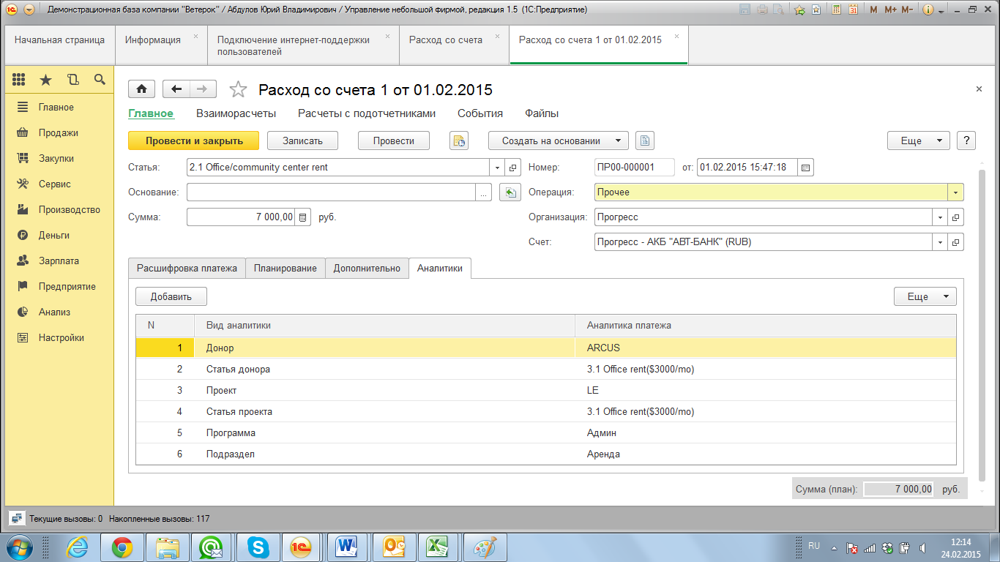 Демонстрационная база компании "Ветерок" / Абдулов Юрий Владимирович / Управление небольшой фирмой, редакция 1.5 (1С:Предприятие)
M M+ M-
Начальная страница
Информация
Подключение интернет-поддержки
пользователей
Расход со счета
Расход со счета 1 от 01.02.2015
Расход со счета 1 от 01.02.2015
Главное
Продажи
Закупки
Сервис
Производство
Деньги
Зарплата
Предприятие
Анализ
Настройки
Главное Взаиморасчеты Расчеты с подотчетниками События Файлы
Провести и закрыть Записать Провести Создать на основании Еще ?
Статья: 2.1 Office/community center rent Номер: ПР00-000001 от: 01.02.2015 15:47:18
Основание: ... Операция: Прочее
Сумма: 7 000,00 руб. Организация: Прогресс
Счет: Прогресс - АКБ "АВТ-БАНК" (RUB)
Расшифровка платежа Планирование Дополнительно Аналитики
Добавить Еще
N Вид аналитики Аналитика платежа
1 Донор ARCUS
2 Статья донора 3.1 Office rent($3000/mo)
3 Проект LE
4 Статья проекта 3.1 Office rent($3000/mo)
5 Программа Админ
6 Подраздел Аренда
Сумма (план): 7 000,00 руб.
Текущие вызовы: 0 Накопленные вызовы: 117
RU 12:14
24.02.2015